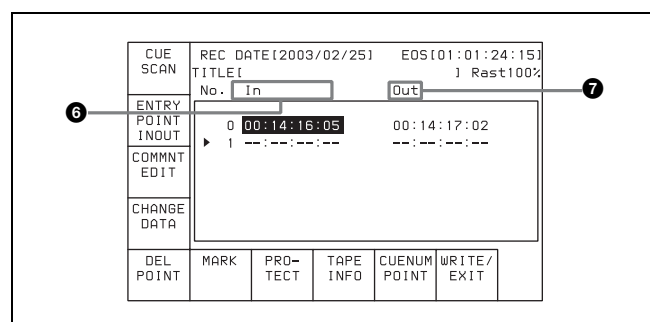 CUE SCAN
REC DATE[2003/02/25] EOS[01:01:24:15]
TITLE[ ] Rast100%
No. In Out
6
7
ENTRY POINT INOUT
0 00:14:16:05 00:14:17:02
▶ 1 --:--:-- --:--:--
COMMNT EDIT
CHANGE DATA
DEL POINT
MARK
PRO-TECT
TAPE INFO
CUENUM POINT
WRITE/EXIT